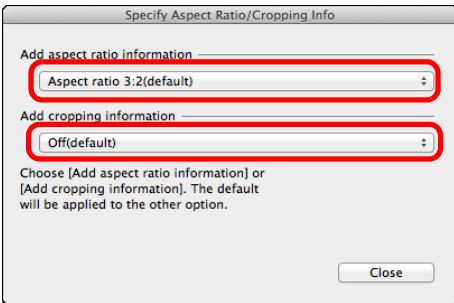 Specify Aspect Ratio/Cropping Info
Add aspect ratio information
Aspect ratio 3:2(default)
Add cropping information
Off(default)
Choose [Add aspect ratio information] or
[Add cropping information]. The default
will be applied to the other option.
Close